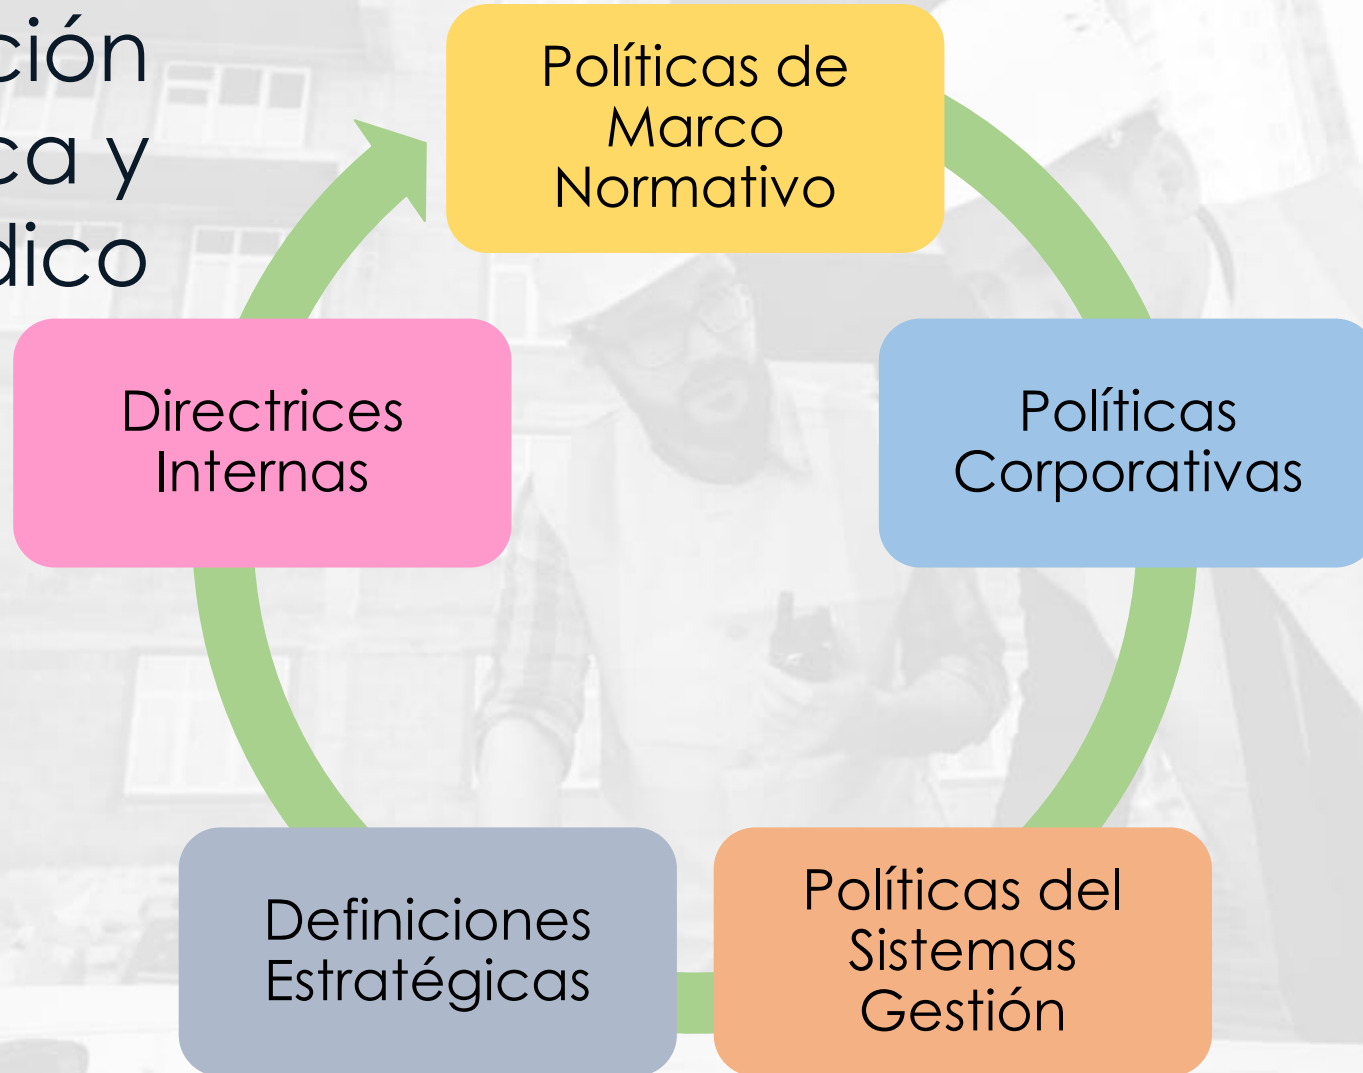 ción
ca y
dico
Políticas de
Marco
Normativo
Políticas
Corporativas
Políticas del
Sistemas
Gestión
Definiciones
Estratégicas
Directrices
Internas